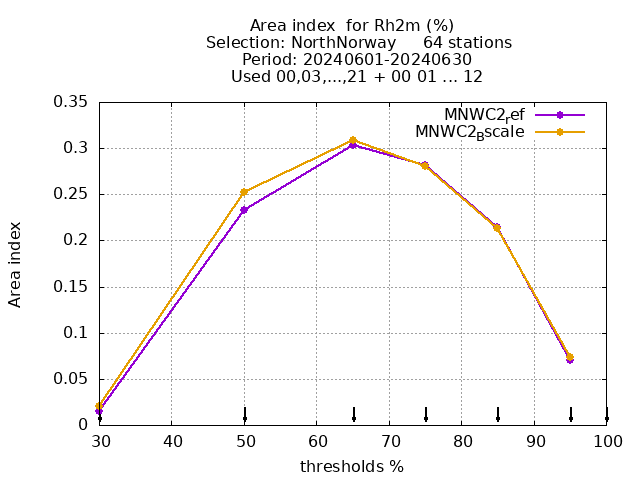 Area index  for Rh2m (%)
Selection: NorthNorway     64 stations
Period: 20240601-20240630
Used 00,03,...,21 + 00 01 ... 12
MNWC2ref
MNWC2Bscale
0.35
0.3
0.25
0.2
0.15
0.1
0.05
0
Area index
30 40 50 60 70 80 90 100
thresholds %